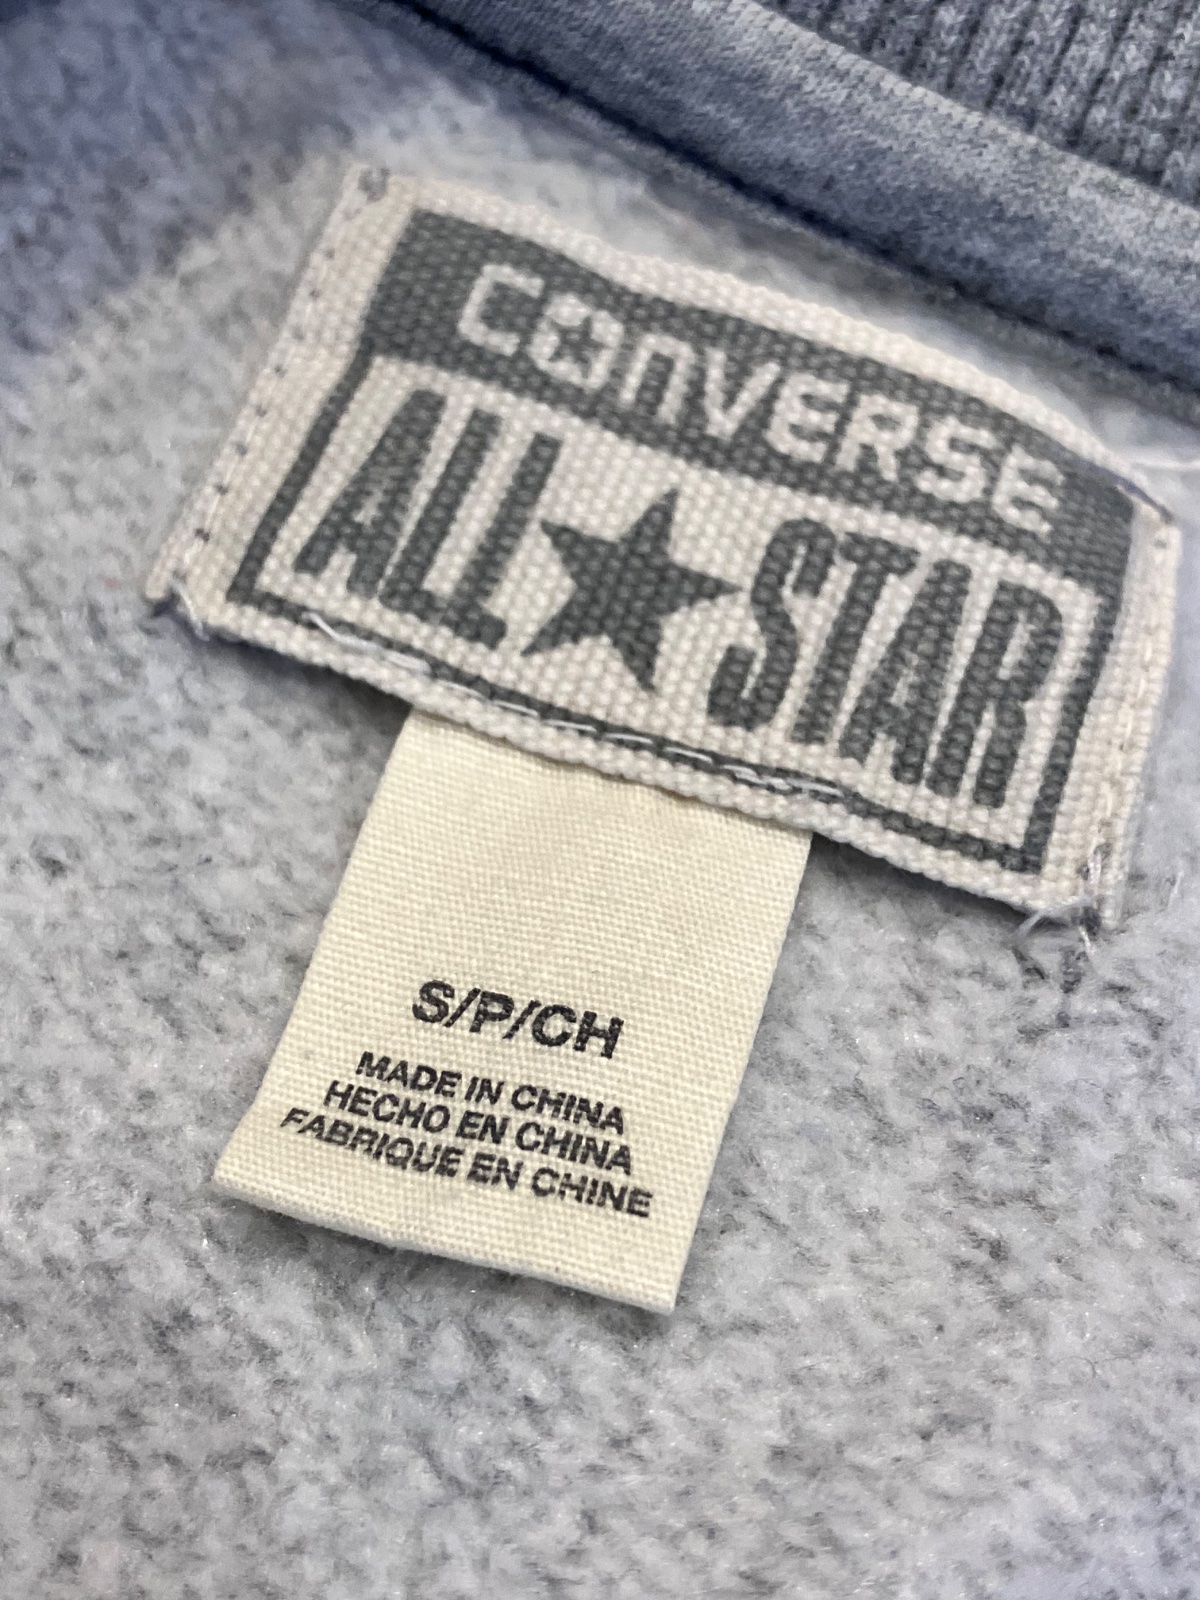 CONVERSE
ALL STAR
S/P/CH
MADE IN CHINA
HECHO EN CHINA
FABRIQUE EN CHINE